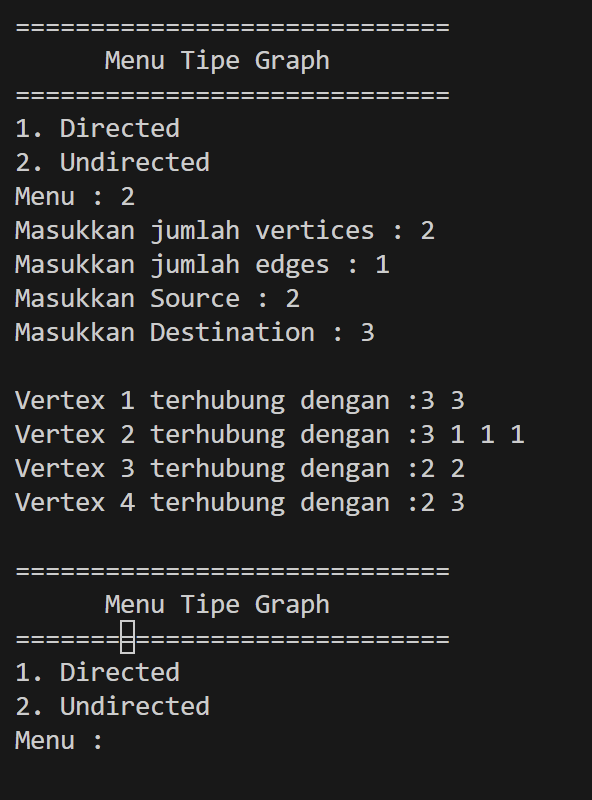 =============================
Menu Tipe Graph
=============================
1. Directed
2. Undirected
Menu : 2
Masukkan jumlah vertices : 2
Masukkan jumlah edges : 1
Masukkan Source : 2
Masukkan Destination : 3
Vertex 1 terhubung dengan :3 3
Vertex 2 terhubung dengan :3 1 1 1
Vertex 3 terhubung dengan :2 2
Vertex 4 terhubung dengan :2 3
=============================
Menu Tipe Graph
=============================
1. Directed
2. Undirected
Menu :